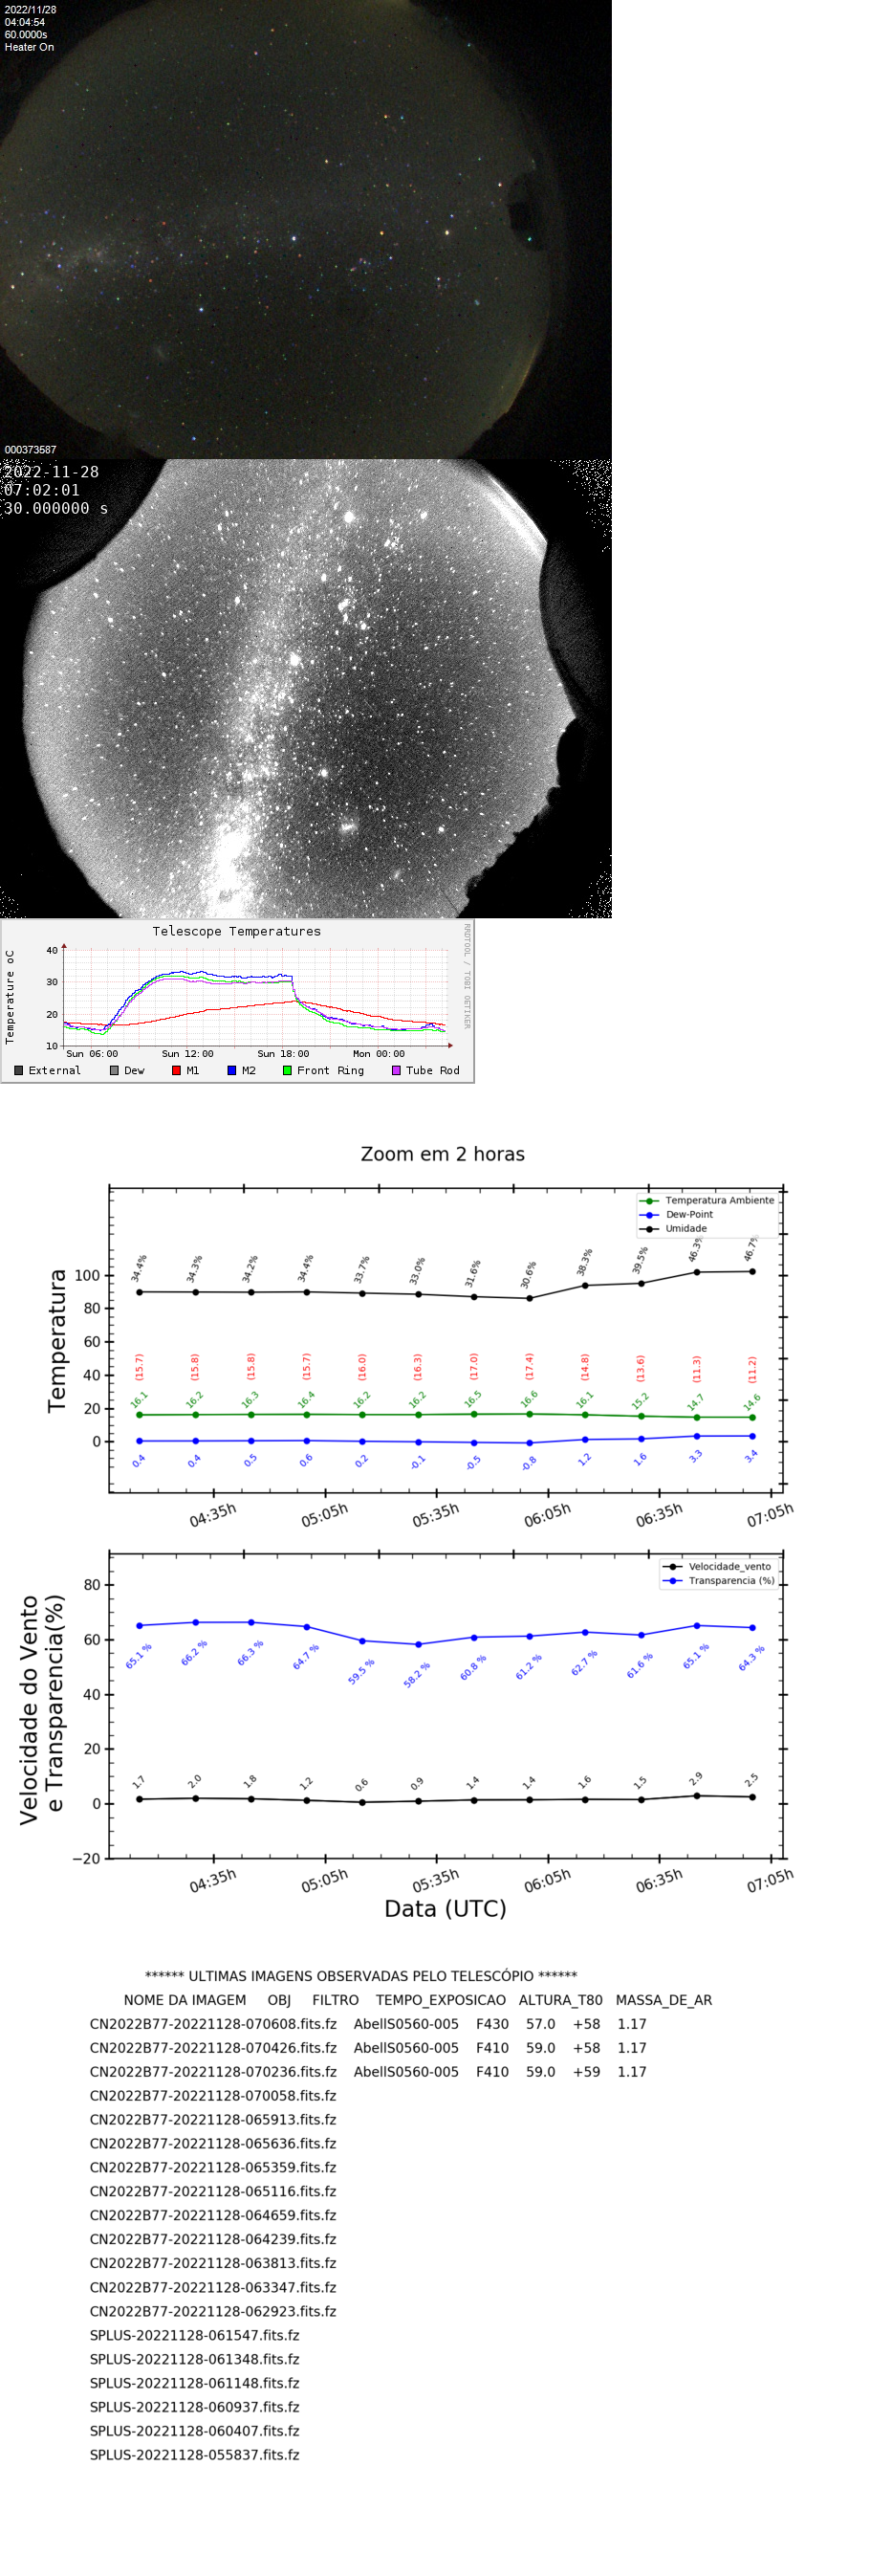 2022/11/28
04:04:54
60.0000s
Heater On
000373587
2022-11-28
07:02:01
30.000000 s
Telescope Temperatures
RRDTOOL / TOBI OETIKER
Temperature oC
40
30
20
10
Sun 06:00 Sun 12:00 Sun 18:00 Mon 00:00
External Dew M1 M2 Front Ring Tube Rod
Zoom em 2 horas
Temperatura Ambiente
Dew-Point
Umidade
Temperatura
100
80
60
40
20
0
34.4% 34.3% 34.2% 34.4% 33.7% 33.0% 31.6% 30.6% 38.3% 39.5% 46.3% 46.7%
(15.7) (15.8) (15.8) (15.7) (16.0) (16.3) (17.0) (17.4) (14.8) (13.6) (11.3) (11.2)
16.1 16.2 16.3 16.4 16.2 16.2 16.5 16.6 16.1 15.2 14.7 14.6
0.4 0.4 0.5 0.6 0.2 -0.1 -0.5 -0.8 1.2 1.6 3.3 3.4
04:35h 05:05h 05:35h 06:05h 06:35h 07:05h
Velocidade_vento
Transparencia (%)
Velocidade do Vento
e Transparencia(%)
80
60
40
20
0
−20
65.1 % 66.2 % 66.3 % 64.7 % 59.5 % 58.2 % 60.8 % 61.2 % 62.7 % 61.6 % 65.1 % 64.3 %
1.7 2.0 1.8 1.2 0.6 0.9 1.4 1.4 1.6 1.5 2.9 2.5
04:35h 05:05h 05:35h 06:05h 06:35h 07:05h
Data (UTC)
****** ULTIMAS IMAGENS OBSERVADAS PELO TELESCÓPIO ******
NOME DA IMAGEM OBJ FILTRO TEMPO_EXPOSICAO ALTURA_T80 MASSA_DE_AR
CN2022B77-20221128-070608.fits.fz AbellS0560-005 F430 57.0 +58 1.17
CN2022B77-20221128-070426.fits.fz AbellS0560-005 F410 59.0 +58 1.17
CN2022B77-20221128-070236.fits.fz AbellS0560-005 F410 59.0 +59 1.17
CN2022B77-20221128-070058.fits.fz
CN2022B77-20221128-065913.fits.fz
CN2022B77-20221128-065636.fits.fz
CN2022B77-20221128-065359.fits.fz
CN2022B77-20221128-065116.fits.fz
CN2022B77-20221128-064659.fits.fz
CN2022B77-20221128-064239.fits.fz
CN2022B77-20221128-063813.fits.fz
CN2022B77-20221128-063347.fits.fz
CN2022B77-20221128-062923.fits.fz
SPLUS-20221128-061547.fits.fz
SPLUS-20221128-061348.fits.fz
SPLUS-20221128-061148.fits.fz
SPLUS-20221128-060937.fits.fz
SPLUS-20221128-060407.fits.fz
SPLUS-20221128-055837.fits.fz